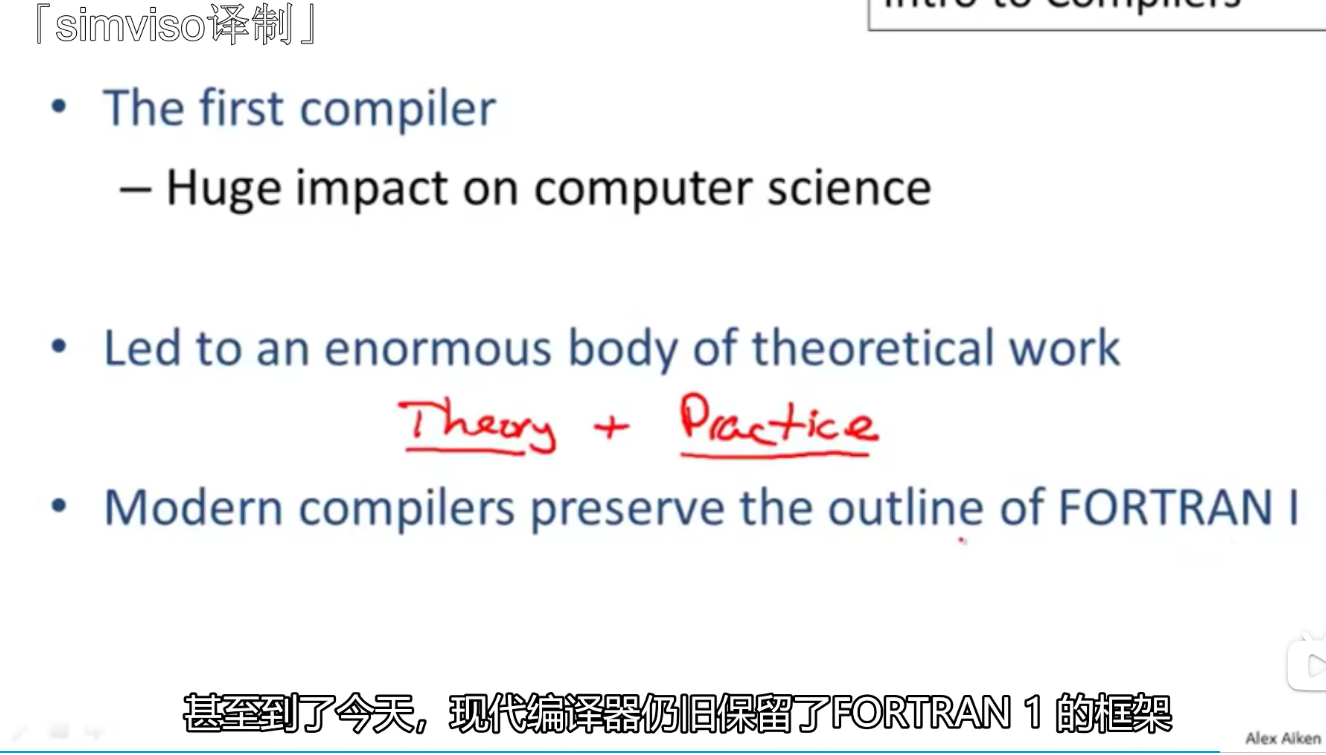 「simviso译制」
Intro to Compilers
• The first compiler
– Huge impact on computer science
• Led to an enormous body of theoretical work
Theory + Practice
• Modern compilers preserve the outline of FORTRAN I
甚至到了今天，现代编译器仍旧保留了FORTRAN 1 的框架
Alex Aiken